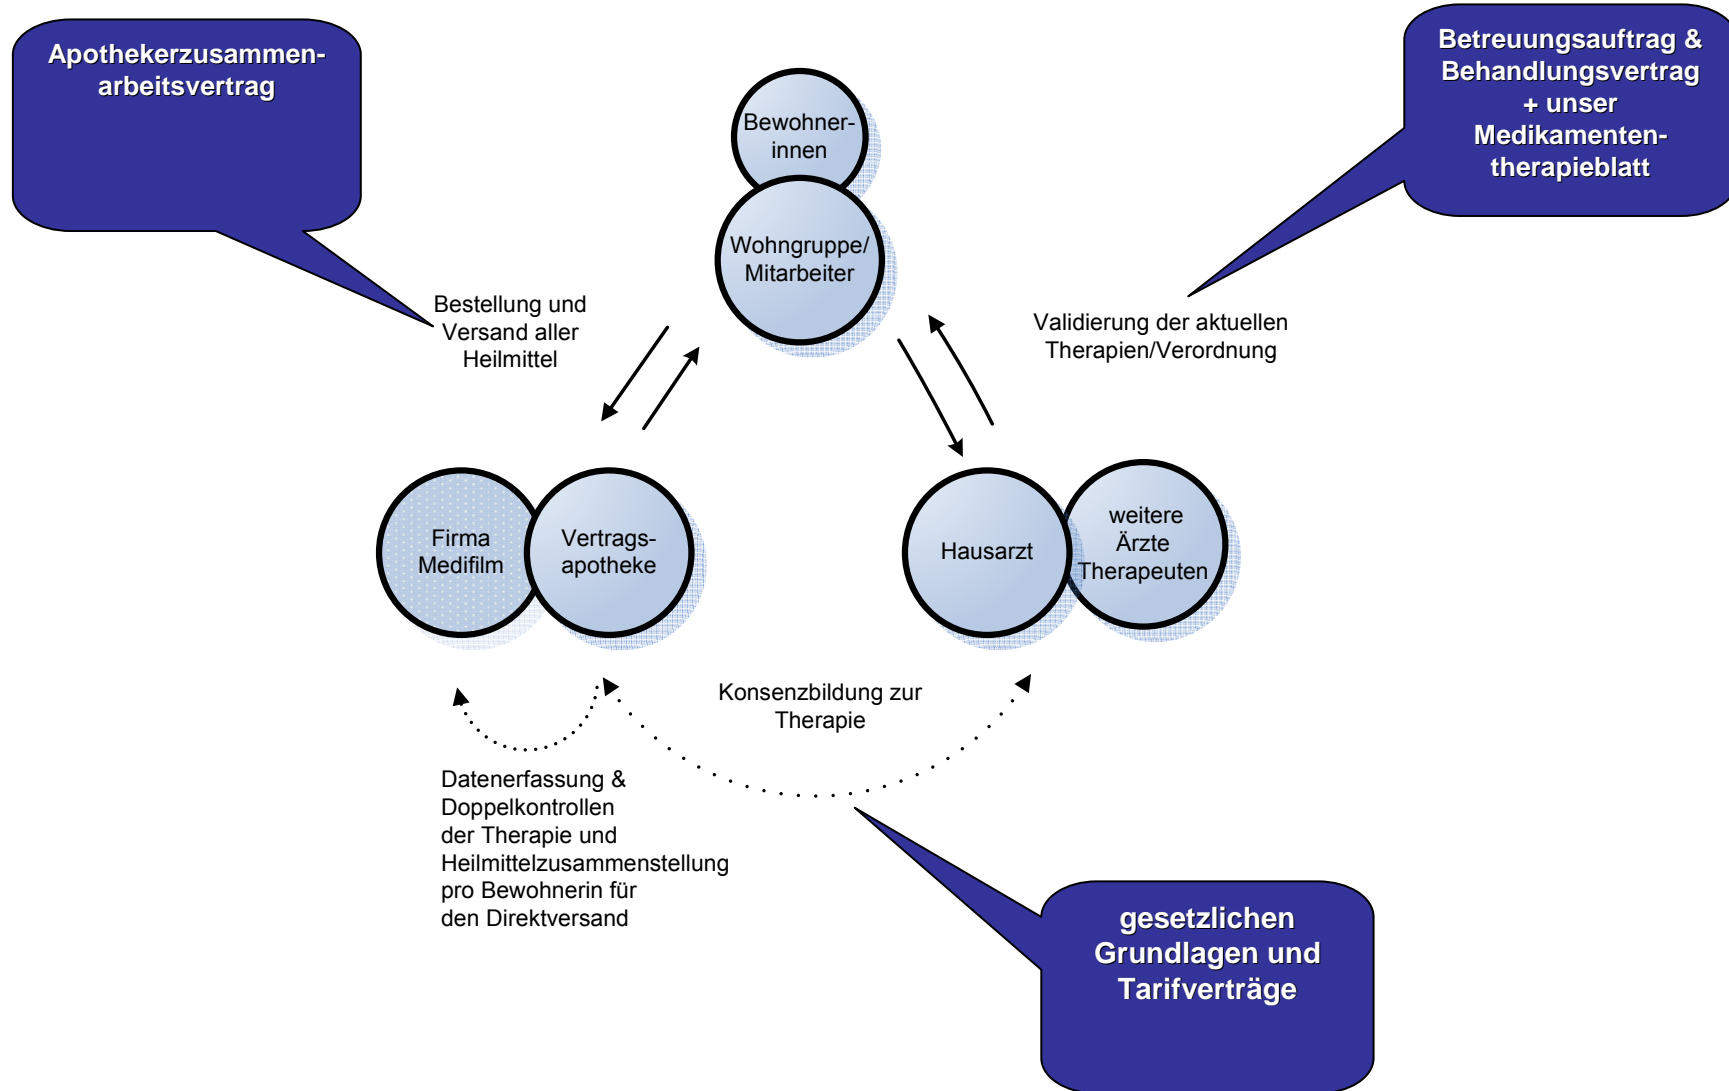 Apothekerzusammen-
arbeitsvertrag
Betreuungsauftrag &
Behandlungsvertrag
+ unser
Medikamenten-
therapieblatt
Bewohner-
innen
Wohngruppe/
Mitarbeiter
Bestellung und
Versand aller
Heilmittel
Validierung der aktuellen
Therapien/Verordnung
Firma
Medifilm
Vertrags-
apotheke
Hausarzt
weitere
Ärzte
Therapeuten
Konsenzbildung zur
Therapie
Datenerfassung &
Doppelkontrollen
der Therapie und
Heilmittelzusammenstellung
pro Bewohnerin für
den Direktversand
gesetzlichen
Grundlagen und
Tarifverträge